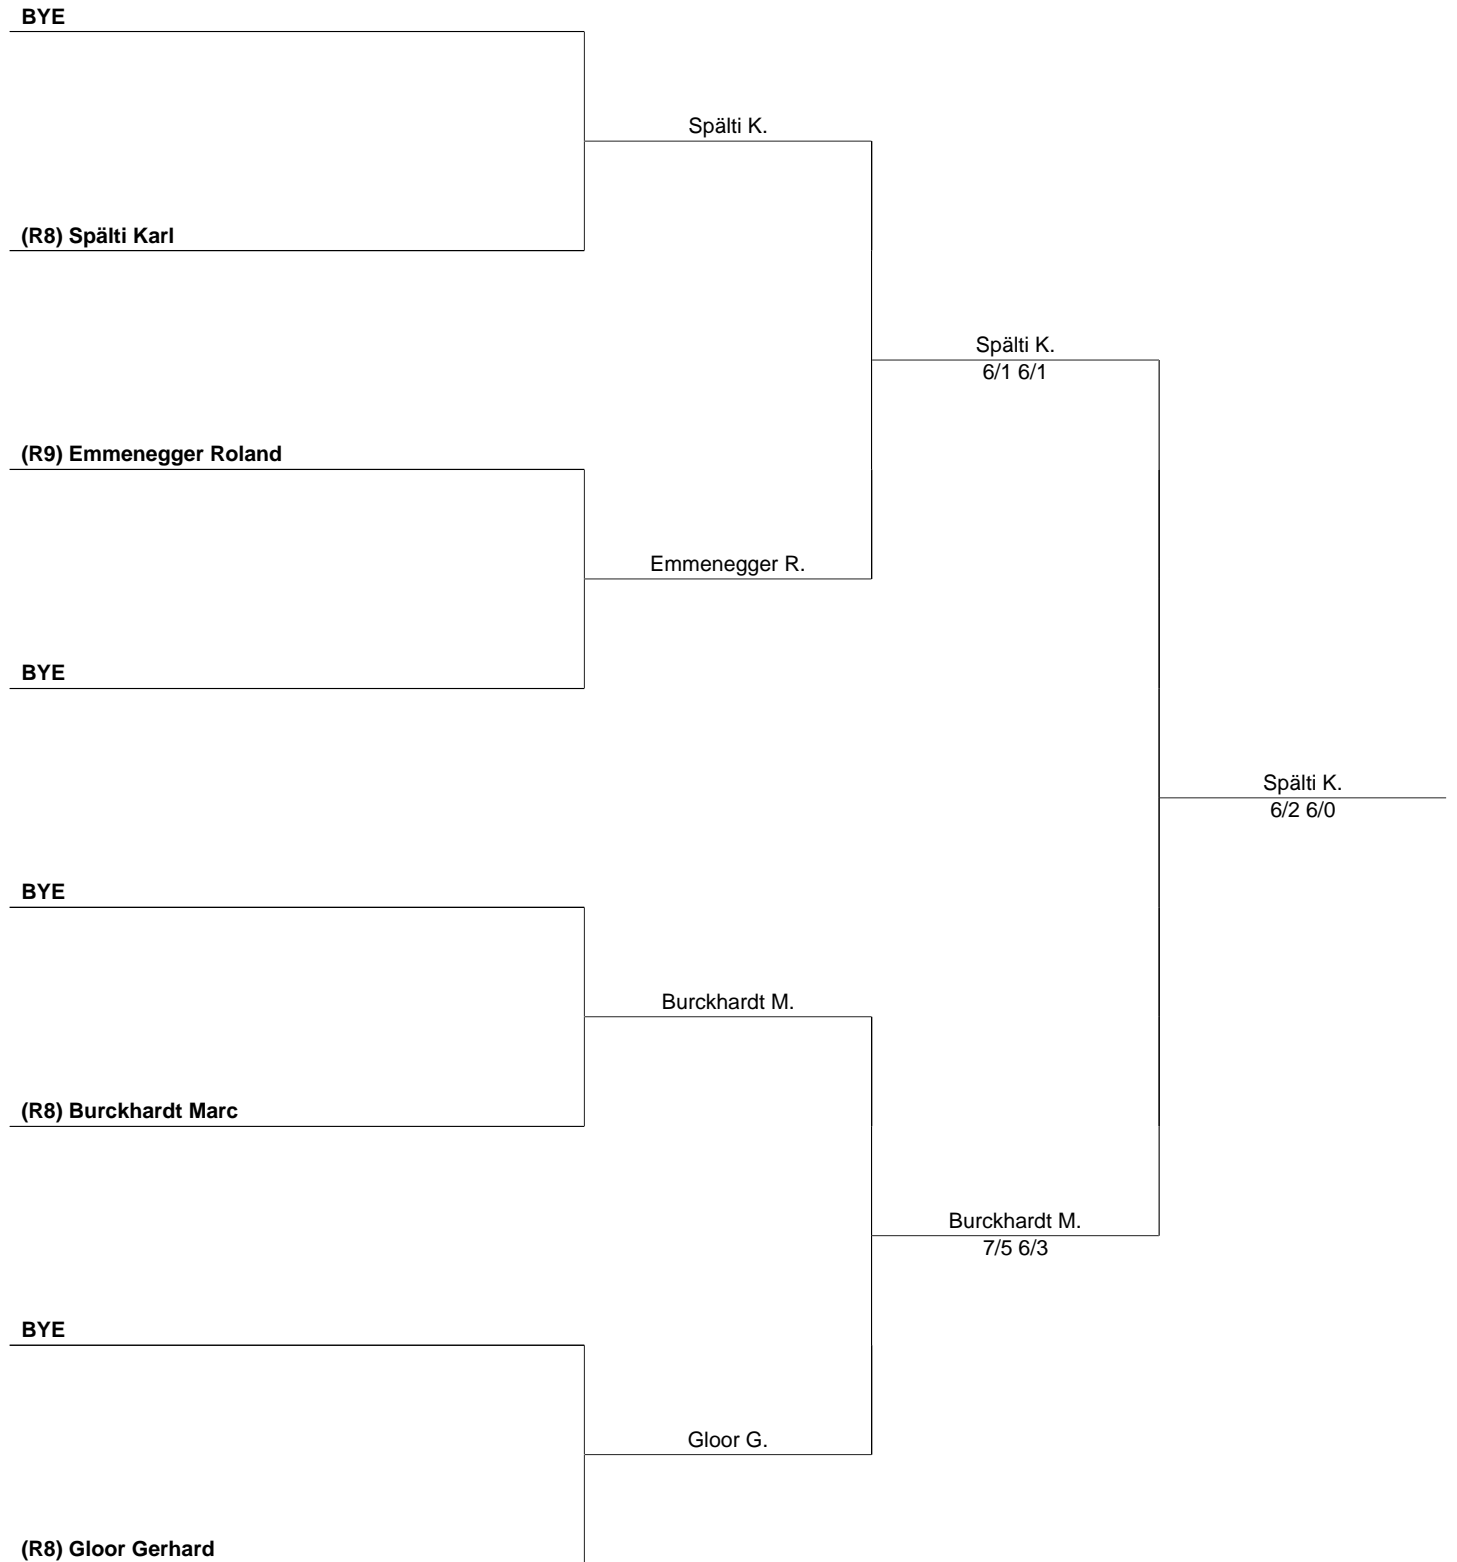 BYE
Spälti K.
(R8) Spälti Karl
Spälti K.
6/1 6/1
(R9) Emmenegger Roland
Emmenegger R.
BYE
Spälti K.
6/2 6/0
BYE
Burckhardt M.
(R8) Burckhardt Marc
Burckhardt M.
7/5 6/3
BYE
Gloor G.
(R8) Gloor Gerhard